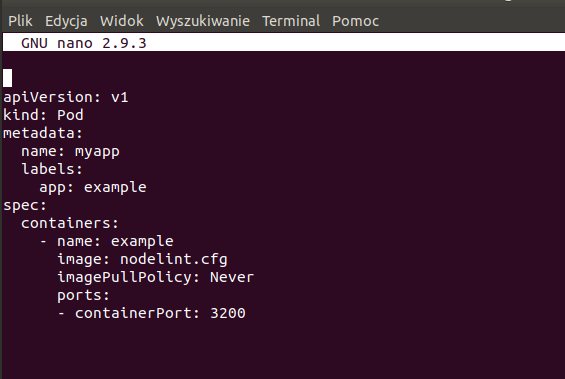 Plik Edycja Widok Wyszukiwanie Terminal Pomoc
GNU nano 2.9.3
apiVersion: v1
kind: Pod
metadata:
  name: myapp
  labels:
    app: example
spec:
  containers:
    - name: example
      image: nodelint.cfg
      imagePullPolicy: Never
      ports:
      - containerPort: 3200